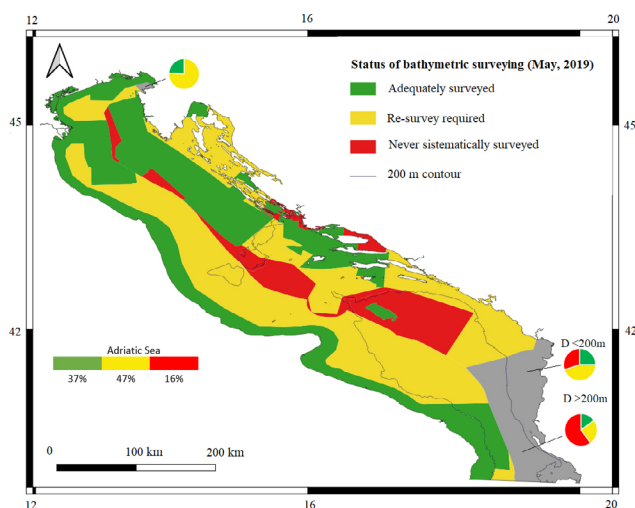 12
16
20
Status of bathymetric surveying (May, 2019)
Adequately surveyed
Re-survey required
Never sistematically surveyed
200 m contour
45
45
42
42
D <200m
D >200m
Adriatic Sea
37% 47% 16%
0 100 km 200 km
12
16
20